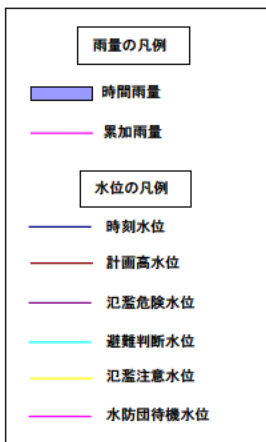 雨量の凡例
時間雨量
累加雨量
水位の凡例
時刻水位
計画高水位
氾濫危険水位
避難判断水位
氾濫注意水位
水防団待機水位